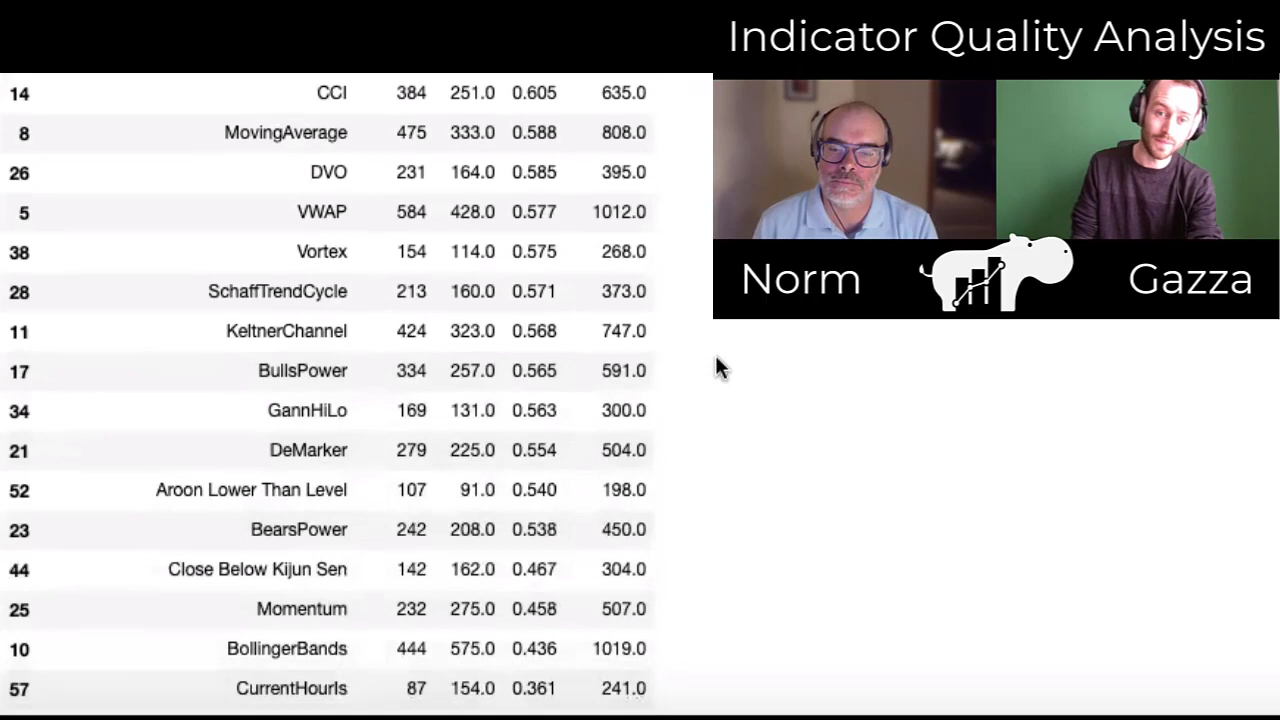 Indicator Quality Analysis
14 CCI 384 251.0 0.605 635.0
8 MovingAverage 475 333.0 0.588 808.0
26 DVO 231 164.0 0.585 395.0
5 VWAP 584 428.0 0.577 1012.0
38 Vortex 154 114.0 0.575 268.0
28 SchaffTrendCycle 213 160.0 0.571 373.0
11 KeltnerChannel 424 323.0 0.568 747.0
17 BullsPower 334 257.0 0.565 591.0
34 GannHiLo 169 131.0 0.563 300.0
21 DeMarker 279 225.0 0.554 504.0
52 Aroon Lower Than Level 107 91.0 0.540 198.0
23 BearsPower 242 208.0 0.538 450.0
44 Close Below Kijun Sen 142 162.0 0.467 304.0
25 Momentum 232 275.0 0.458 507.0
10 BollingerBands 444 575.0 0.436 1019.0
57 CurrentHourIs 87 154.0 0.361 241.0
Norm
Gazza